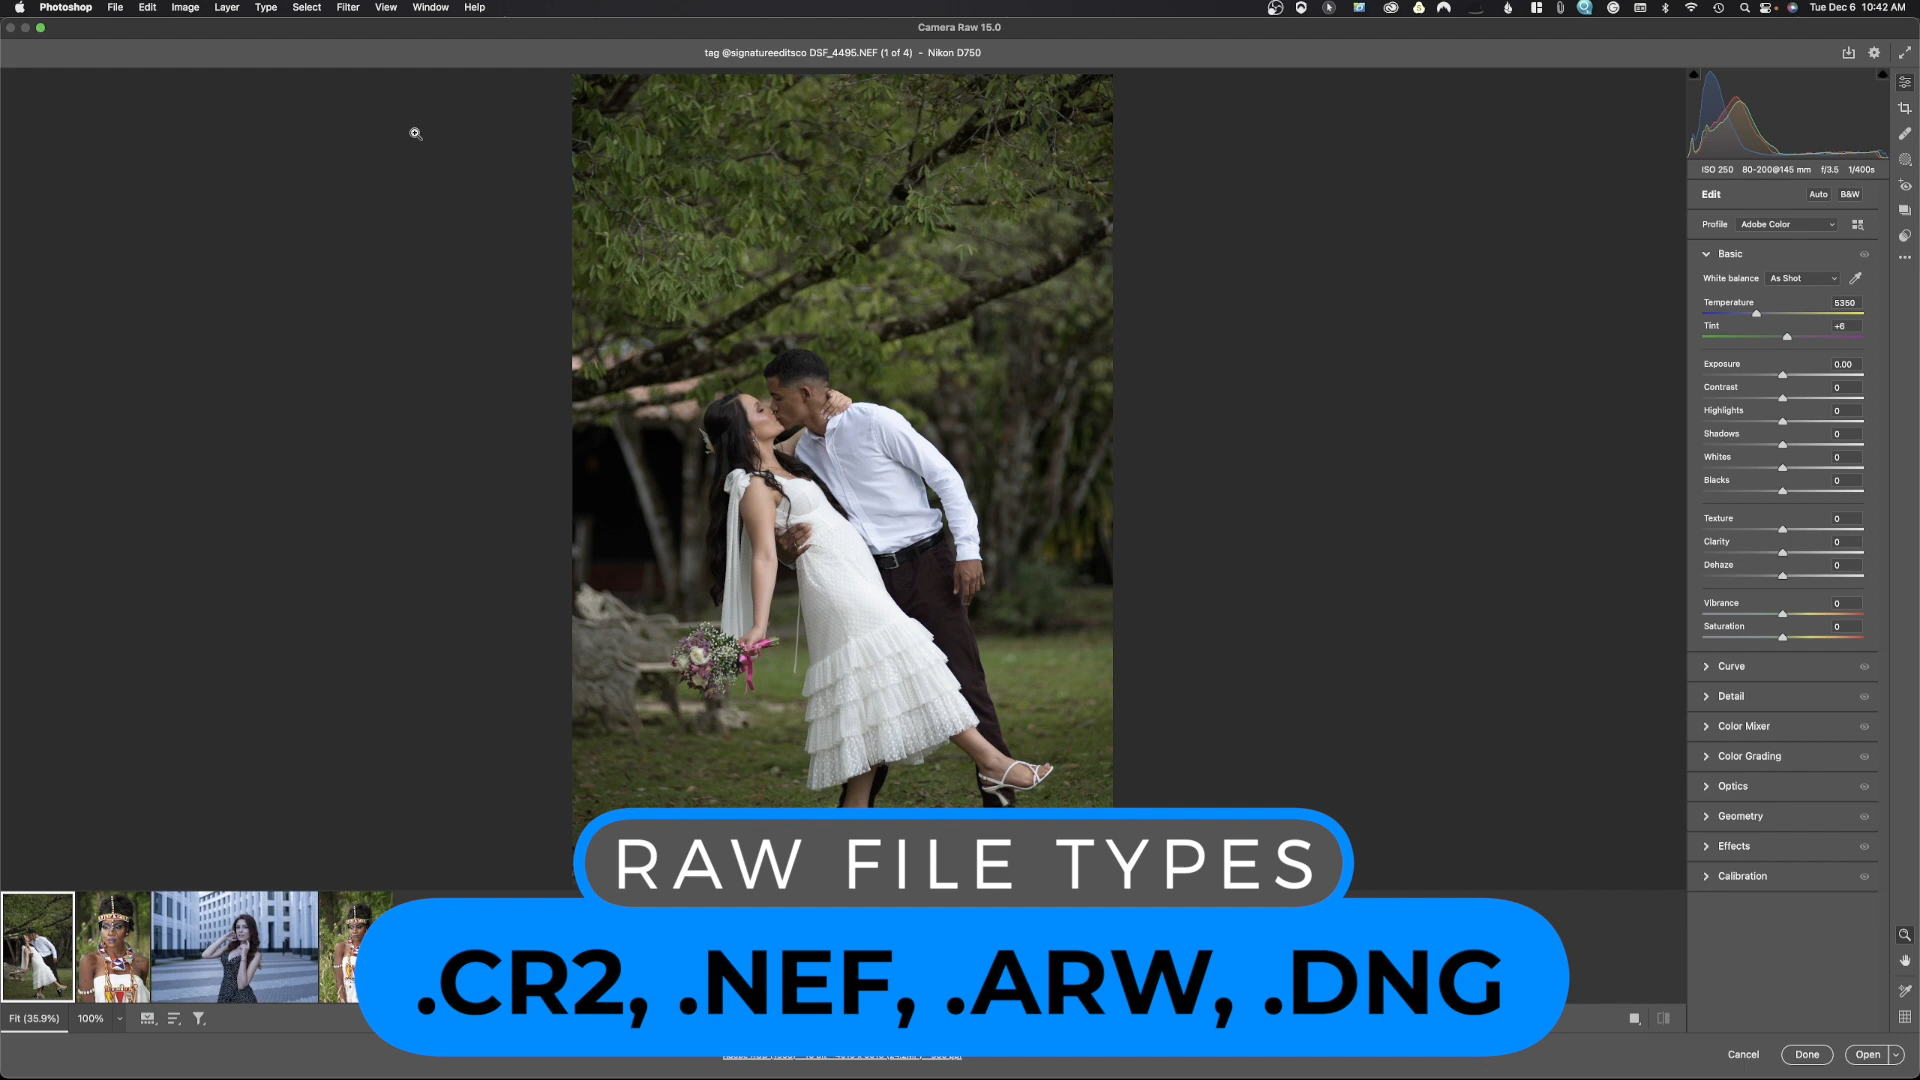 Photoshop File Edit Image Layer Type Select Filter View Window Help
Tue Dec 6 10:42 AM
Camera Raw 15.0
tag @signatureeditsco DSF_4495.NEF (1 of 4) - Nikon D750
ISO 250 80-200@145 mm f/3.5 1/400s
Edit Auto B&W
Profile Adobe Color
Basic
White balance As Shot
Temperature 5350
Tint +6
Exposure 0.00
Contrast 0
Highlights 0
Shadows 0
Whites 0
Blacks 0
Texture 0
Clarity 0
Dehaze 0
Vibrance 0
Saturation 0
Curve
Detail
Color Mixer
Color Grading
Optics
Geometry
Effects
Calibration
RAW FILE TYPES
.CR2, .NEF, .ARW, .DNG
Fit (35.9%) 100%
Cancel Done Open